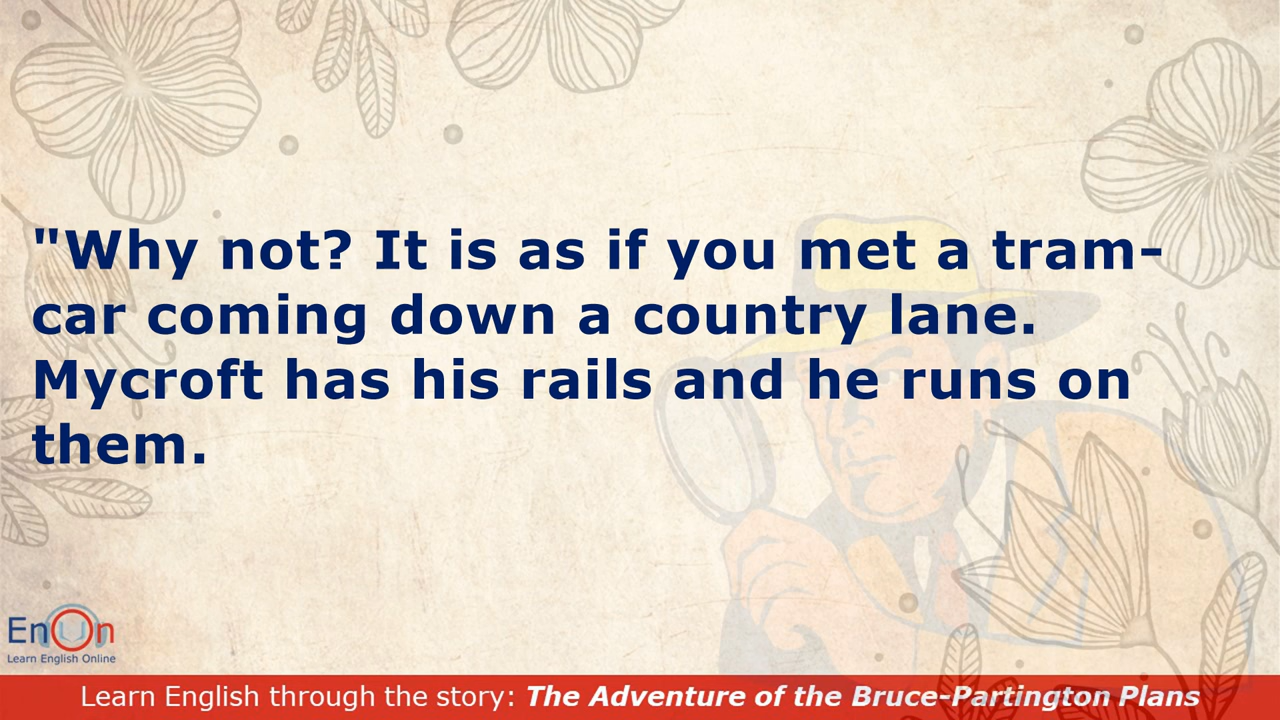 "Why not? It is as if you met a tram-
car coming down a country lane.
Mycroft has his rails and he runs on
them.
EnOn
Learn English Online
Learn English through the story: The Adventure of the Bruce-Partington Plans